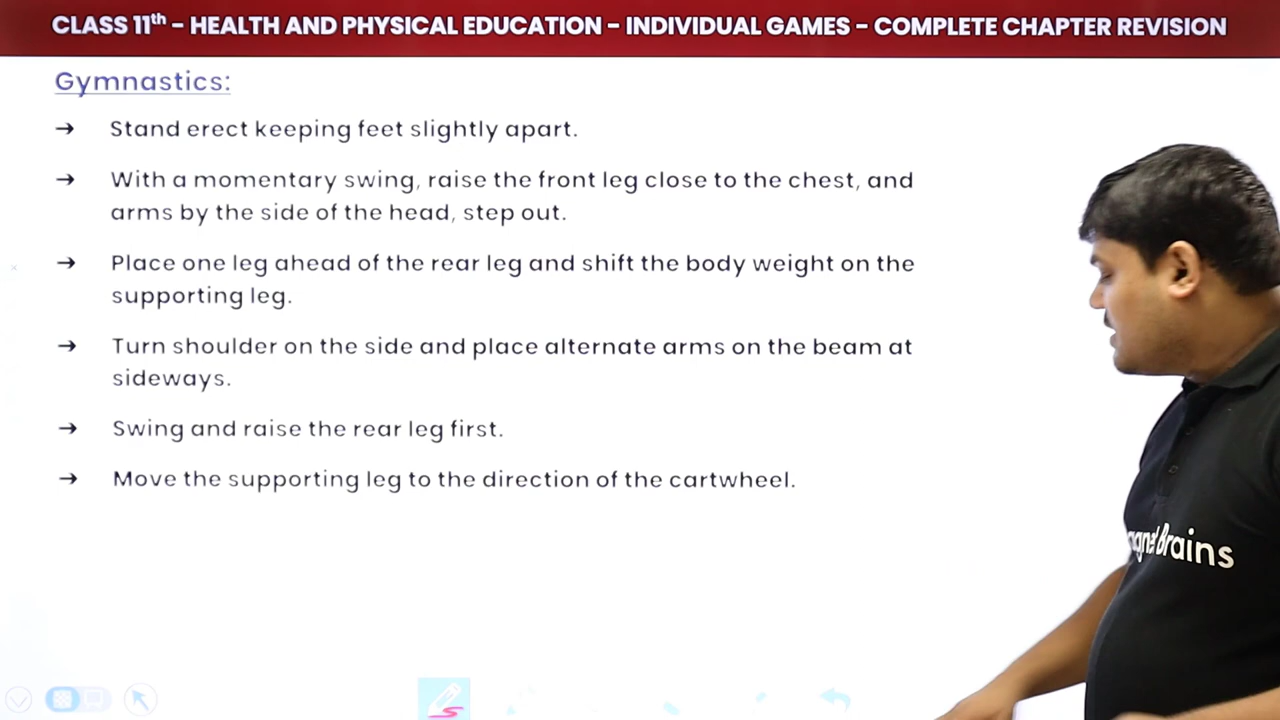 CLASS 11th – HEALTH AND PHYSICAL EDUCATION – INDIVIDUAL GAMES – COMPLETE CHAPTER REVISION
Gymnastics:
→ Stand erect keeping feet slightly apart.
→ With a momentary swing, raise the front leg close to the chest, and
arms by the side of the head, step out.
→ Place one leg ahead of the rear leg and shift the body weight on the
supporting leg.
→ Turn shoulder on the side and place alternate arms on the beam at
sideways.
→ Swing and raise the rear leg first.
→ Move the supporting leg to the direction of the cartwheel.
Brains